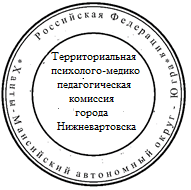 Российская Федерация*Югра*
Ханты-Мансийский автономный округ -
Территориальная
психолого-медико
педагогическая
комиссия
города
Нижневартовска